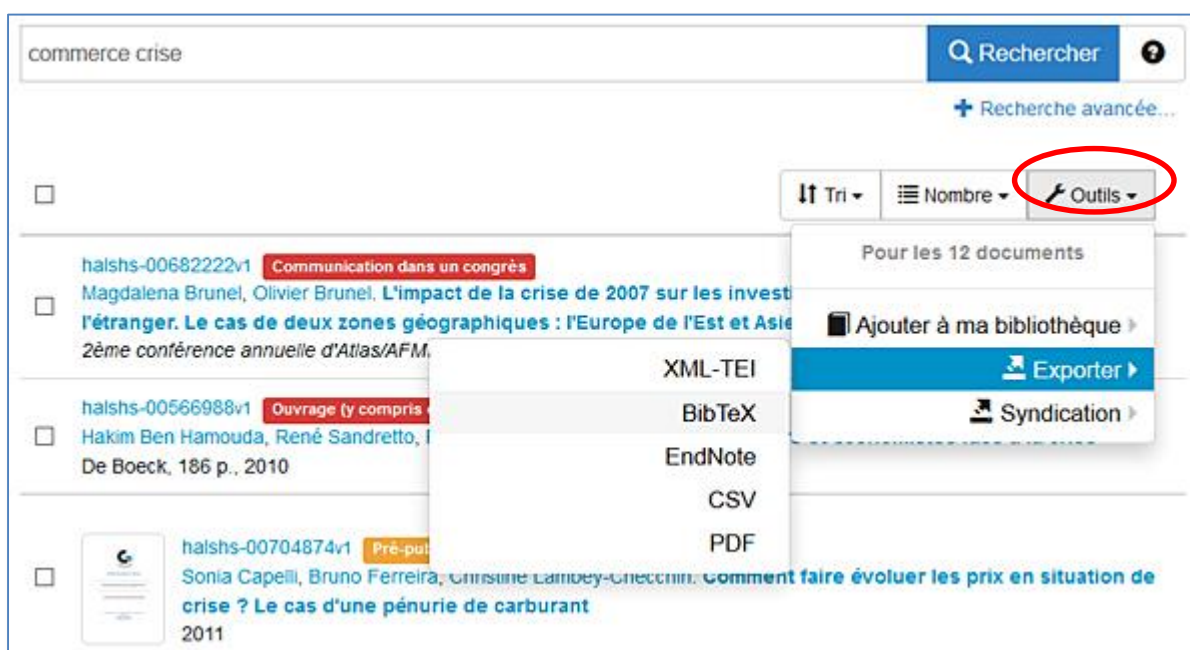 commerce crise
Rechercher
Recherche avancée...
Tri
Nombre
Outils
Pour les 12 documents
Ajouter à ma bibliothèque
Exporter
Syndication
XML-TEI
BibTeX
EndNote
CSV
PDF
halshs-00682222v1 Communication dans un congrès
Magdalena Brunel, Olivier Brunel. L'impact de la crise de 2007 sur les
l'étranger. Le cas de deux zones géographiques : l'Europe de l'Est et
2ème conférence annuelle d'Atlas/AFM
halshs-00566988v1 Ouvrage (y compris
Hakim Ben Hamouda, René Sandretto,
De Boeck, 186 p., 2010
halshs-00704874v1
Sonia Capelli, Bruno Ferreira, Christine Lambey-Checchin. Comment faire évoluer les prix en situation de
crise ? Le cas d'une pénurie de carburant
2011